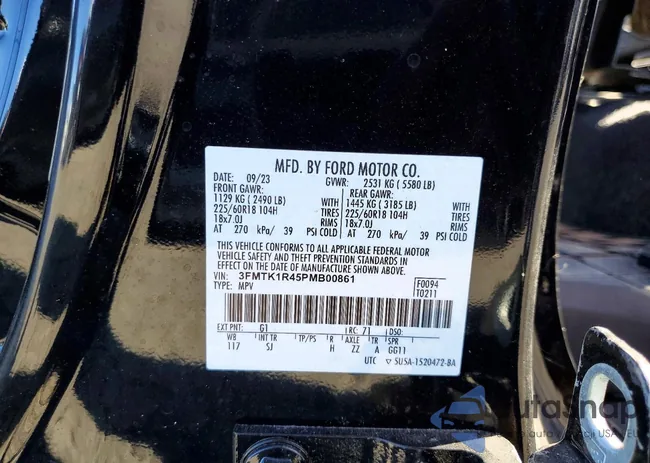 MFD. BY FORD MOTOR CO.
DATE: 09/23 GVWR: 2531 KG ( 5580 LB)
FRONT GAWR: REAR GAWR:
1129 KG ( 2490 LB) WITH 1445 KG ( 3185 LB) WITH
225/60R18 104H TIRES 225/60R18 104H TIRES
18x7.0J RIMS 18x7.0J RIMS
AT 270 kPa/ 39 PSI COLD AT 270 kPa/ 39 PSI COLD
THIS VEHICLE CONFORMS TO ALL APPLICABLE FEDERAL MOTOR
VEHICLE SAFETY AND THEFT PREVENTION STANDARDS IN
EFFECT ON THE DATE OF MANUFACTURE SHOWN ABOVE.
VIN: 3FMTK1R45PMB00861 F0094
TYPE: MPV T0211
EXT PNT: G1 RC: 71 DSO:
WB INT TR TP/PS R AXLE TR SPR
117 SJ H ZZ A GG11
UTC ▽ SU5A-1520472-BA
AutoSnap